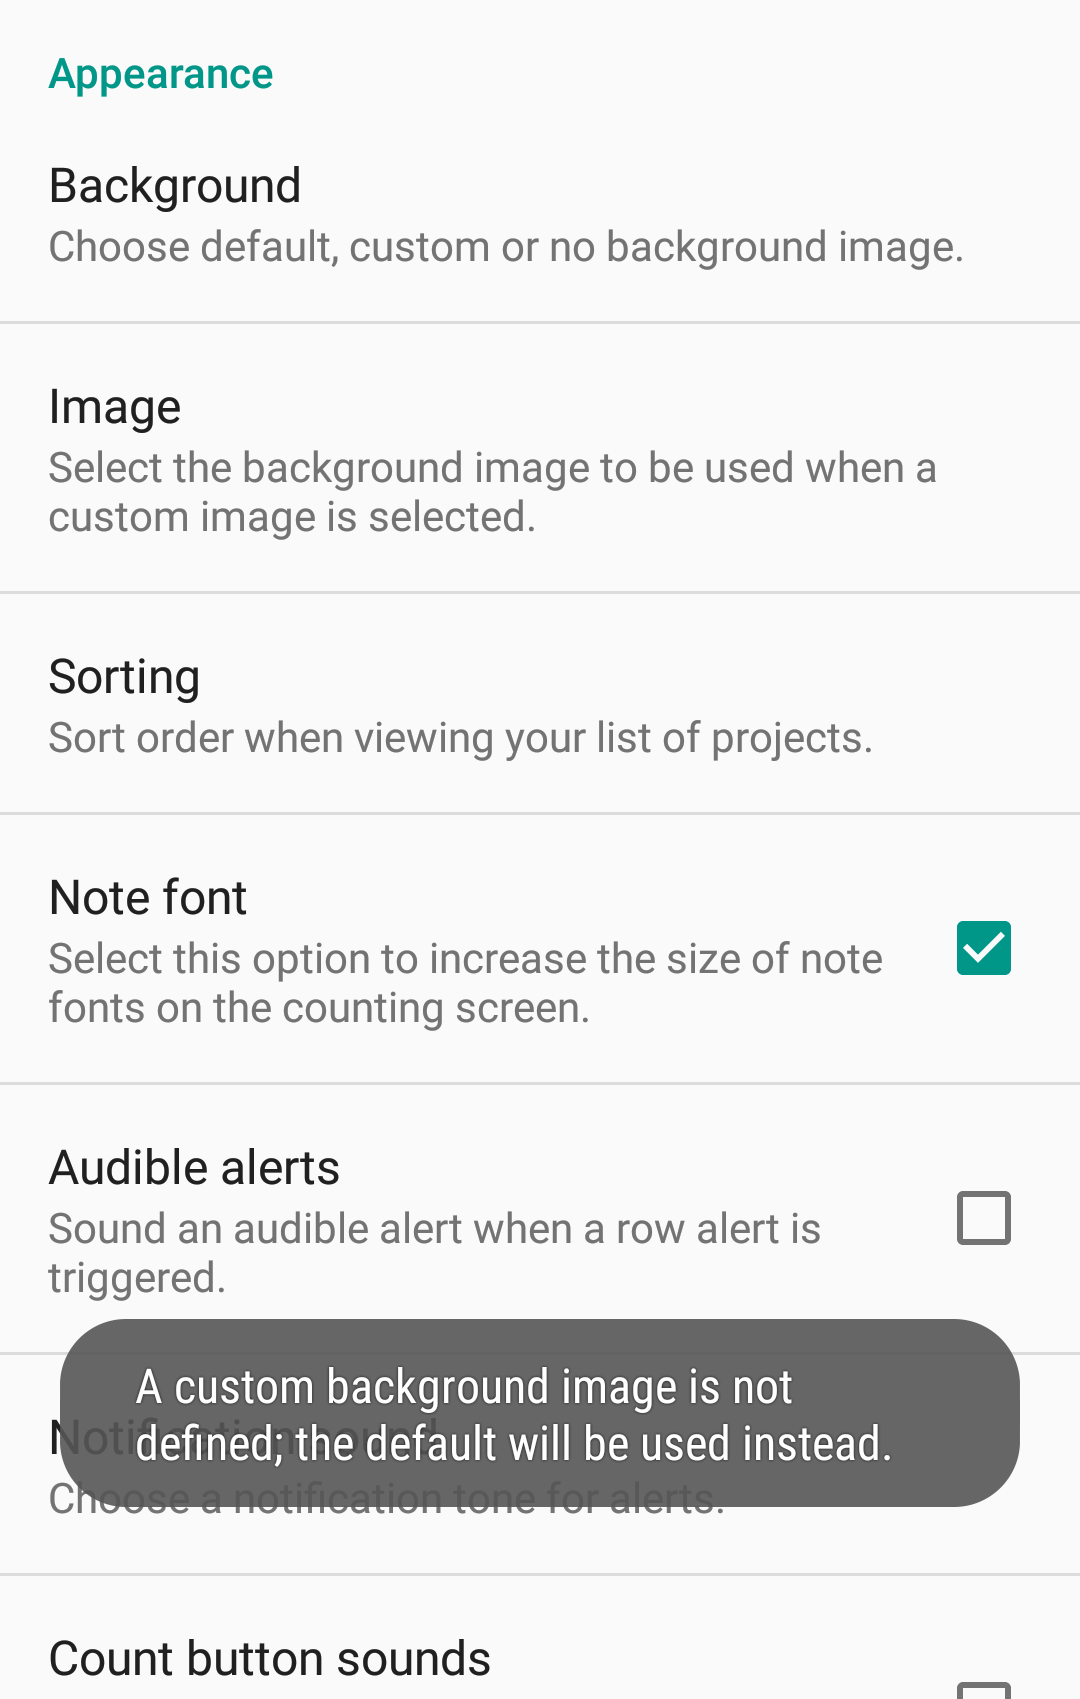 Appearance
Background
Choose default, custom or no background image.
Image
Select the background image to be used when a
custom image is selected.
Sorting
Sort order when viewing your list of projects.
Note font
Select this option to increase the size of note
fonts on the counting screen.
Audible alerts
Sound an audible alert when a row alert is
triggered.
A custom background image is not
defined; the default will be used instead.
Notification sound
Choose a notification tone for alerts.
Count button sounds